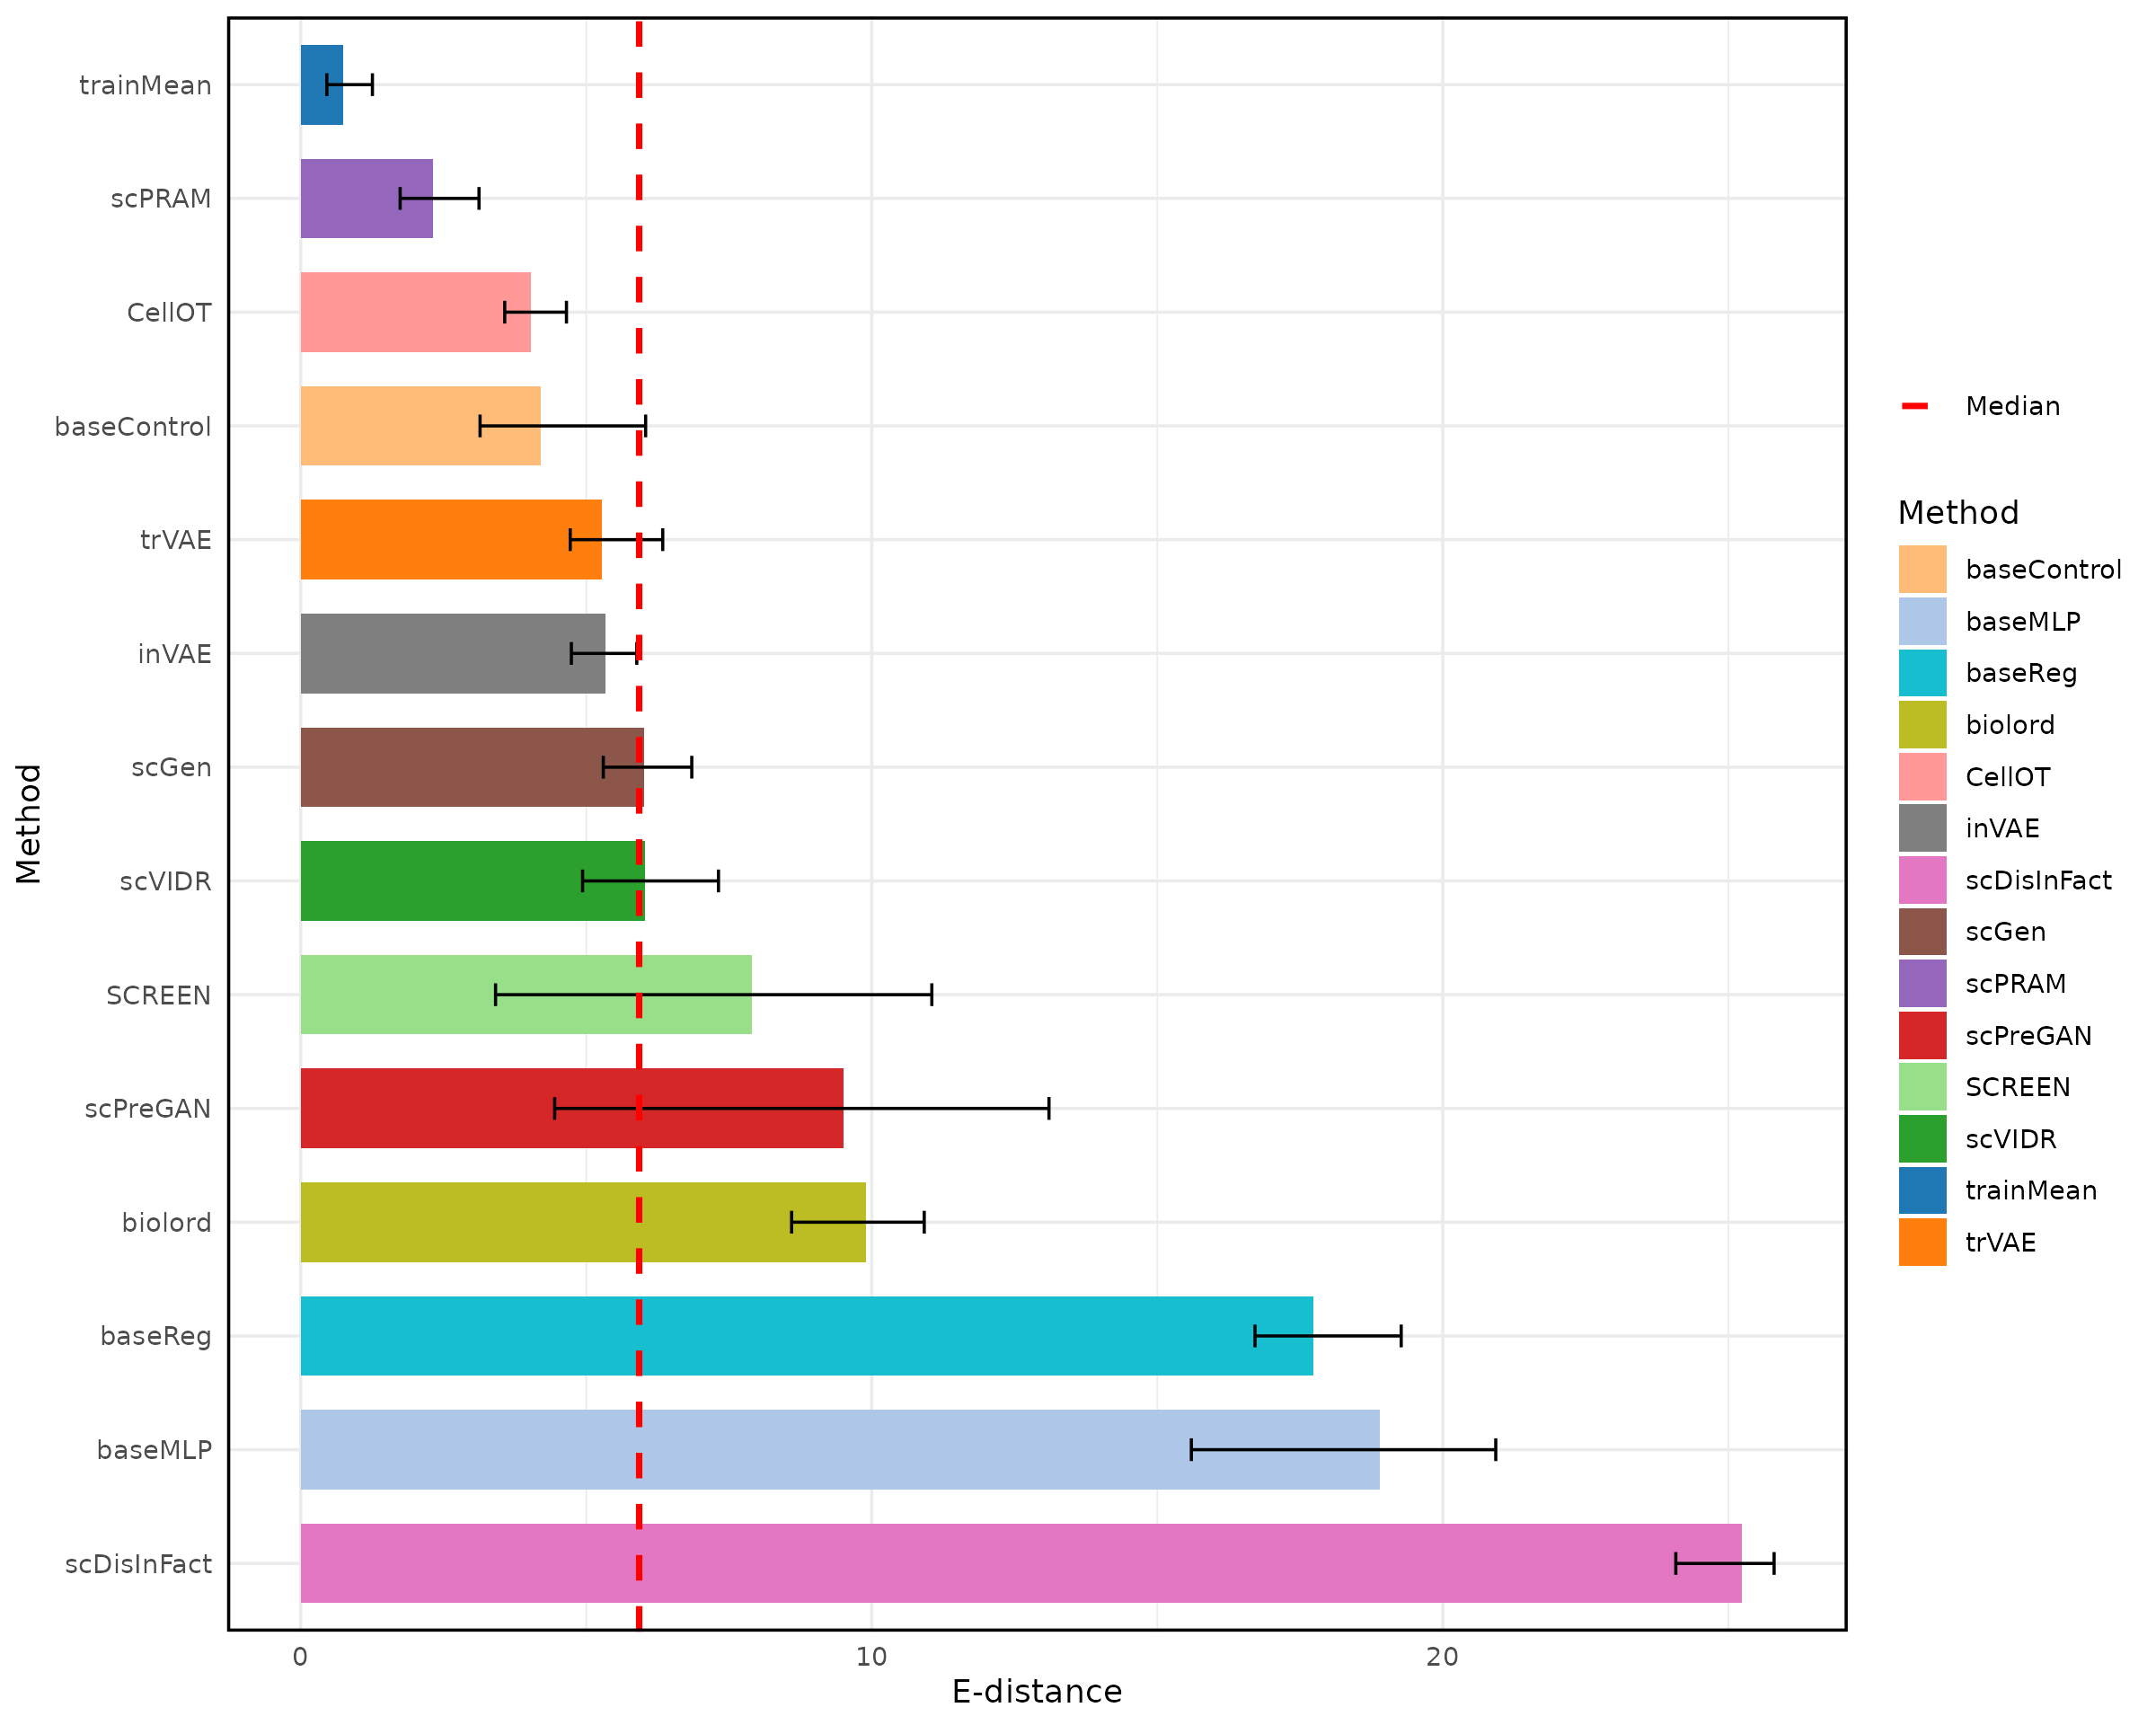 Method
trainMean
scPRAM
CellOT
baseControl
trVAE
inVAE
scGen
scVIDR
SCREEN
scPreGAN
biolord
baseReg
baseMLP
scDisInFact
0 10 20
E-distance
Median
Method
baseControl
baseMLP
baseReg
biolord
CellOT
inVAE
scDisInFact
scGen
scPRAM
scPreGAN
SCREEN
scVIDR
trainMean
trVAE